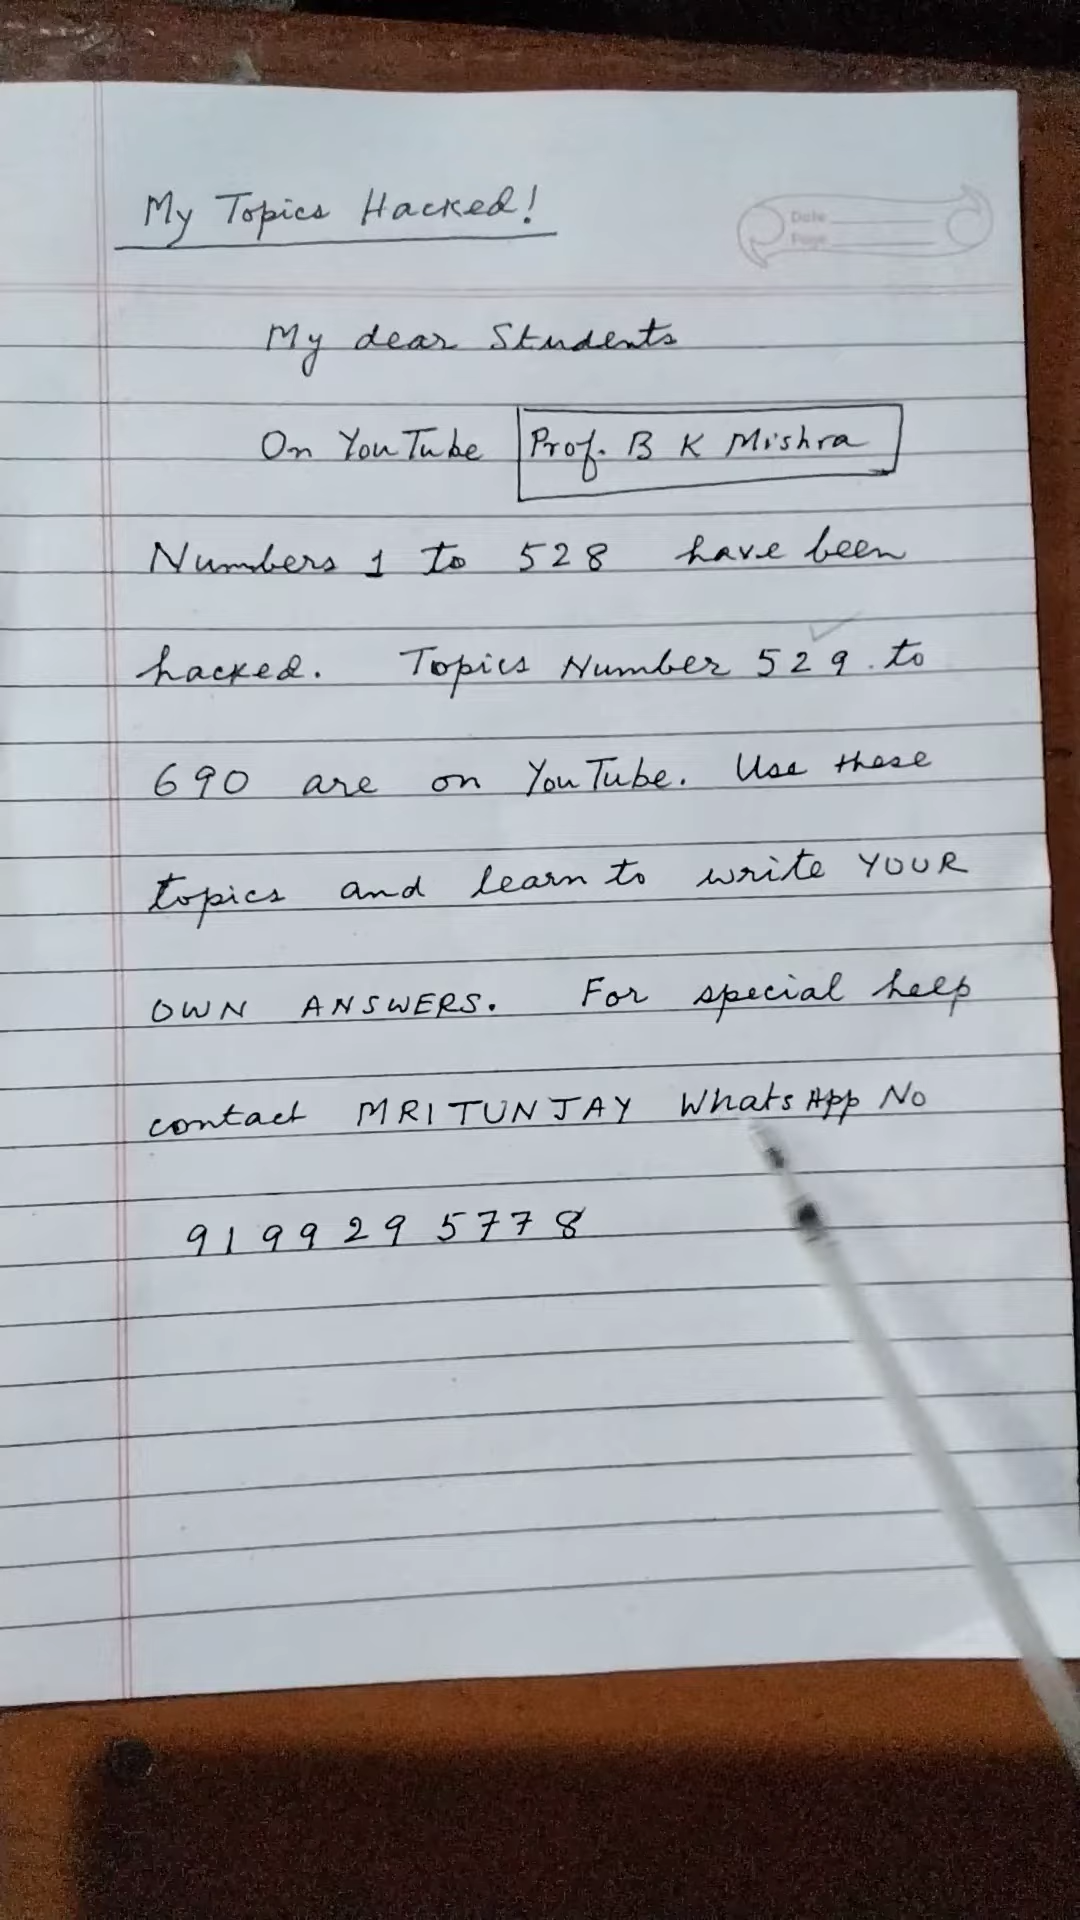 My Topics Hacked!
Date
Page
My dear Students
On YouTube Prof. B K Mishra
Numbers 1 to 528 have been
hacked. Topics Number 529 to
690 are on YouTube. Use these
topics and learn to write YOUR
OWN ANSWERS. For special help
contact MRITUNJAY WhatsApp No
9199295778